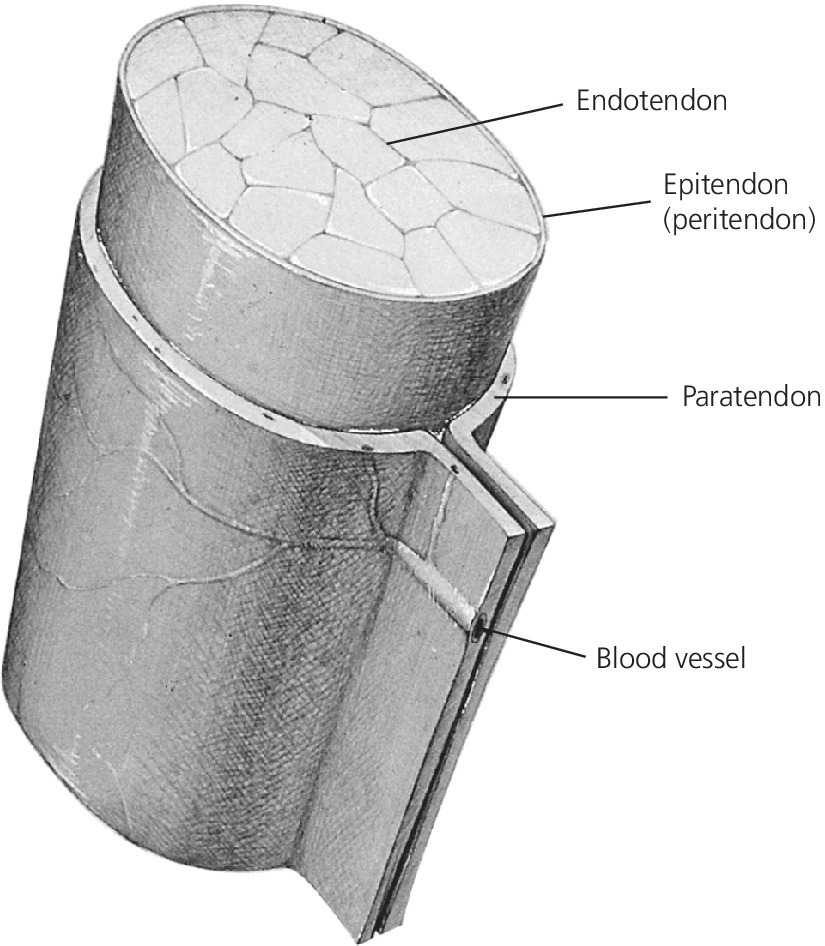 Endotendon
Epitendon
(peritendon)
Paratendon
Blood vessel